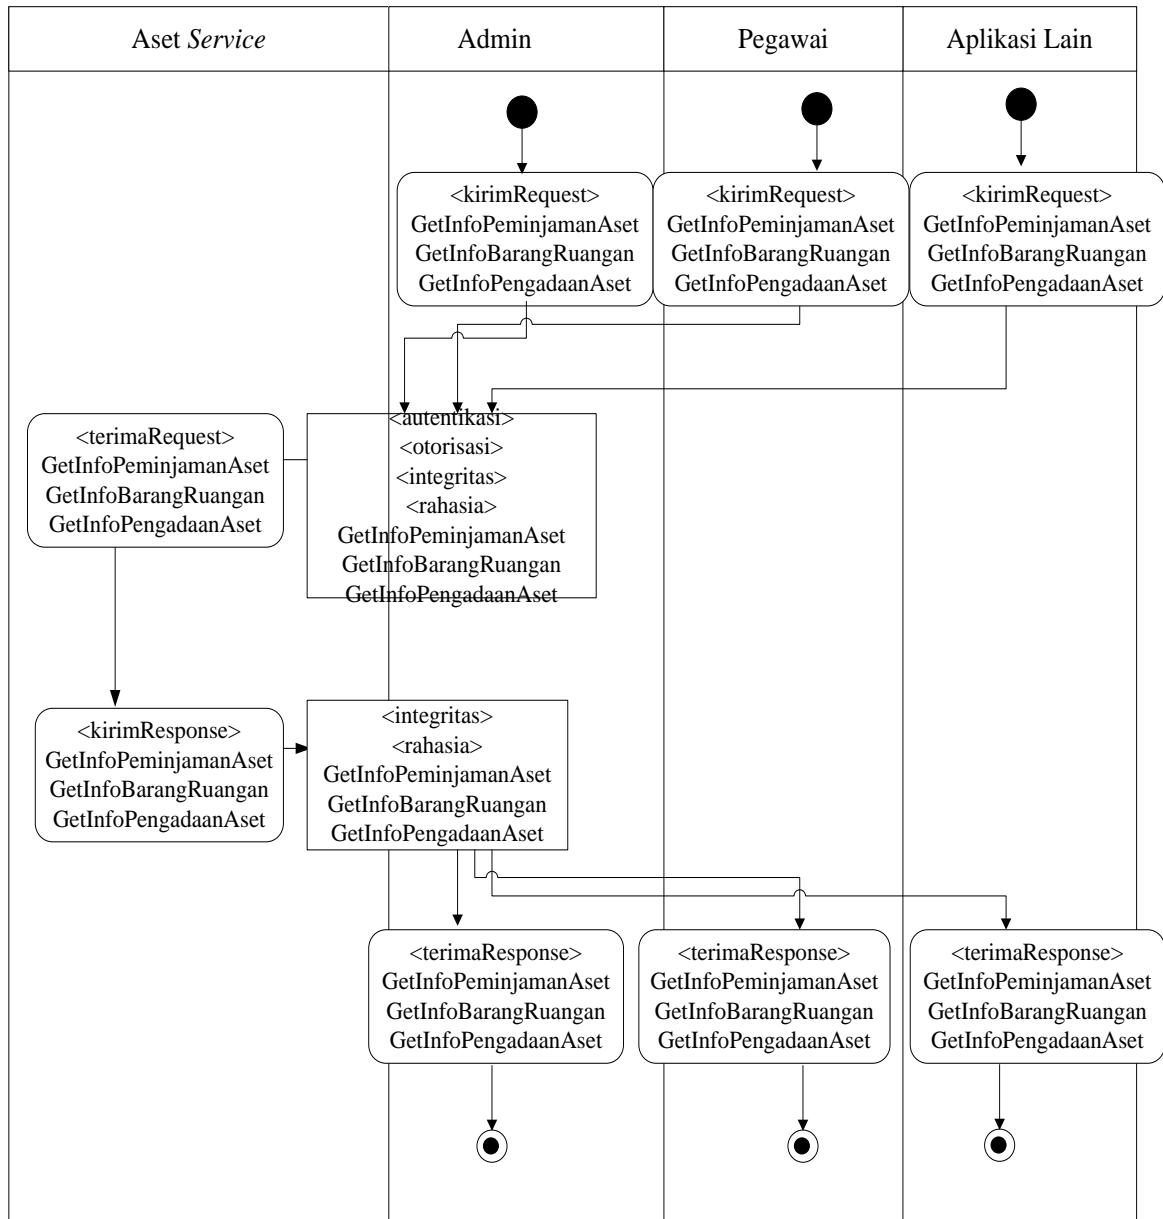 Aset Service
Admin
Pegawai
Aplikasi Lain
<kirimRequest>
GetInfoPeminjamanAset
GetInfoBarangRuangan
GetInfoPengadaanAset
<kirimRequest>
GetInfoPeminjamanAset
GetInfoBarangRuangan
GetInfoPengadaanAset
<kirimRequest>
GetInfoPeminjamanAset
GetInfoBarangRuangan
GetInfoPengadaanAset
<terimaRequest>
GetInfoPeminjamanAset
GetInfoBarangRuangan
GetInfoPengadaanAset
<autentikasi>
<otorisasi>
<integritas>
<rahasia>
GetInfoPeminjamanAset
GetInfoBarangRuangan
GetInfoPengadaanAset
<kirimResponse>
GetInfoPeminjamanAset
GetInfoBarangRuangan
GetInfoPengadaanAset
<integritas>
<rahasia>
GetInfoPeminjamanAset
GetInfoBarangRuangan
GetInfoPengadaanAset
<terimaResponse>
GetInfoPeminjamanAset
GetInfoBarangRuangan
GetInfoPengadaanAset
<terimaResponse>
GetInfoPeminjamanAset
GetInfoBarangRuangan
GetInfoPengadaanAset
<terimaResponse>
GetInfoPeminjamanAset
GetInfoBarangRuangan
GetInfoPengadaanAset